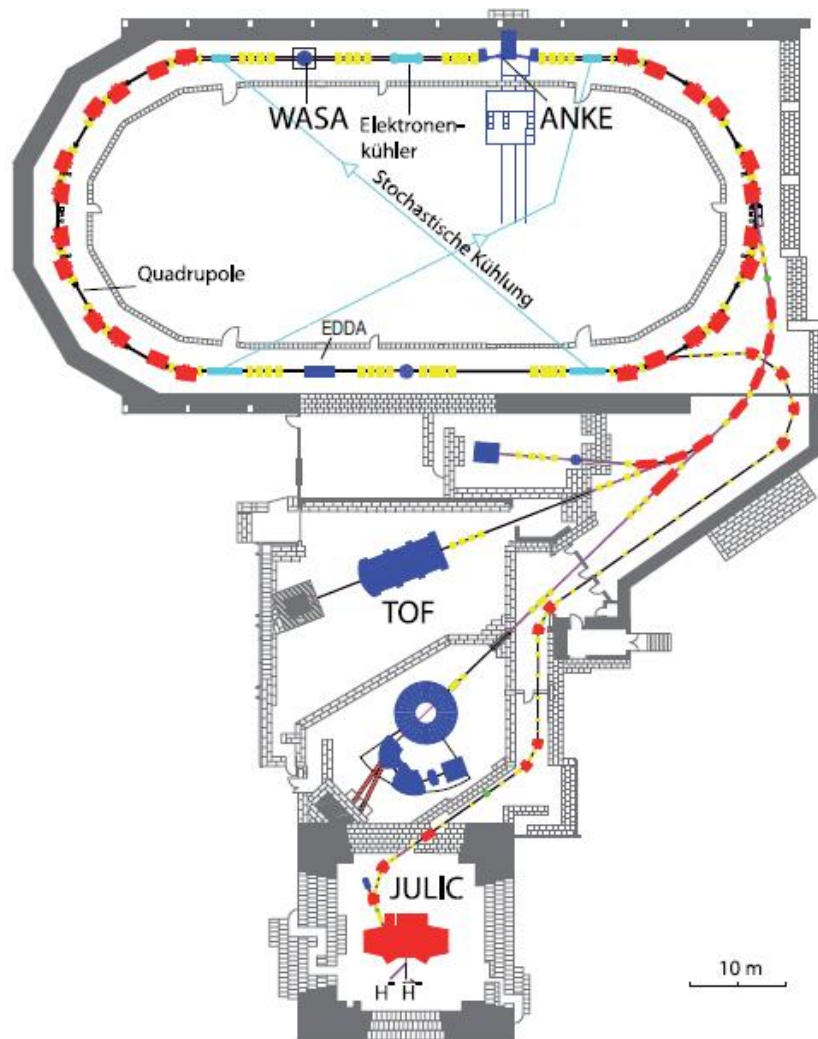 WASA
Elektronen-
kühler
ANKE
Stochastische Kühlung
Quadrupole
EDDA
TOF
JULIC
H⁻ H⁻
10 m